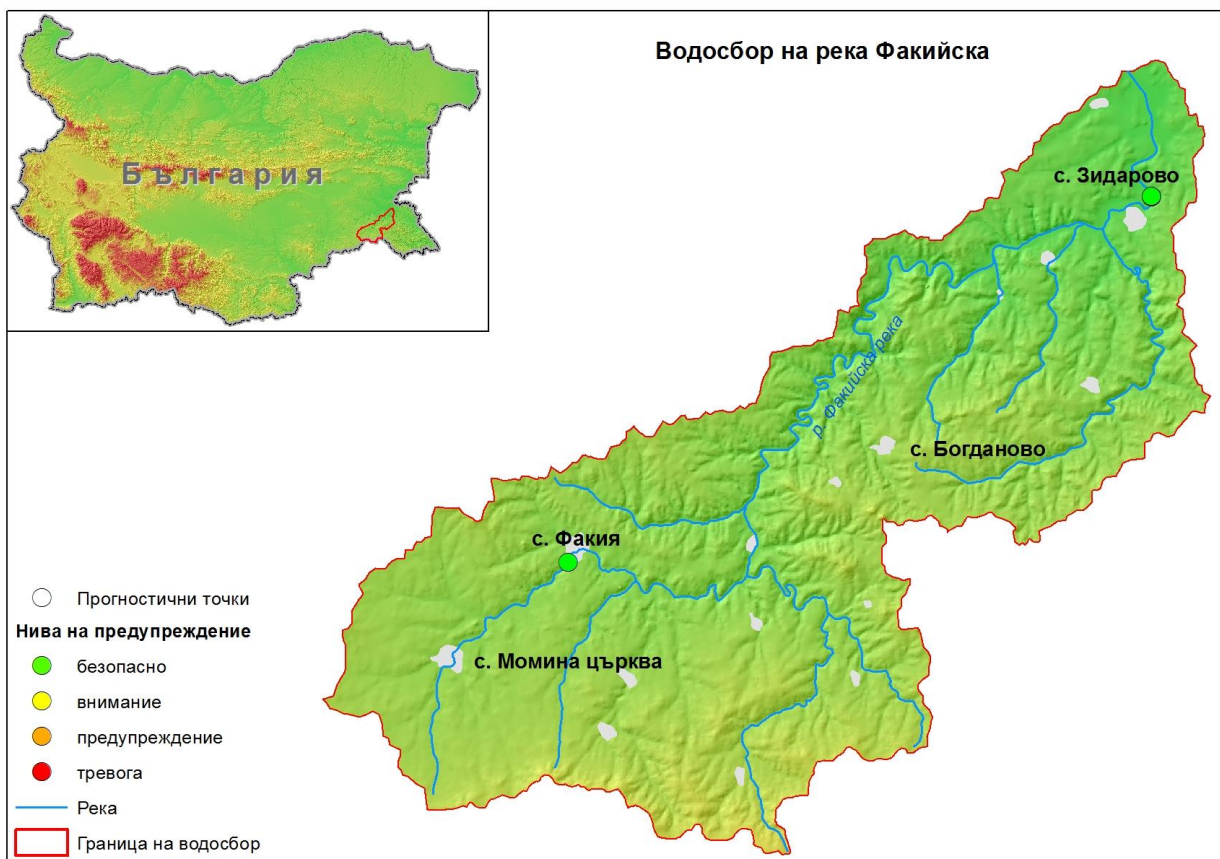 Водосбор на река Факийска
България
с. Зидарово
р. Факийска река
с. Богданово
с. Факия
с. Момина църква
Прогностични точки
Нива на предупреждение
безопасно
внимание
предупреждение
тревога
Река
Граница на водосбор